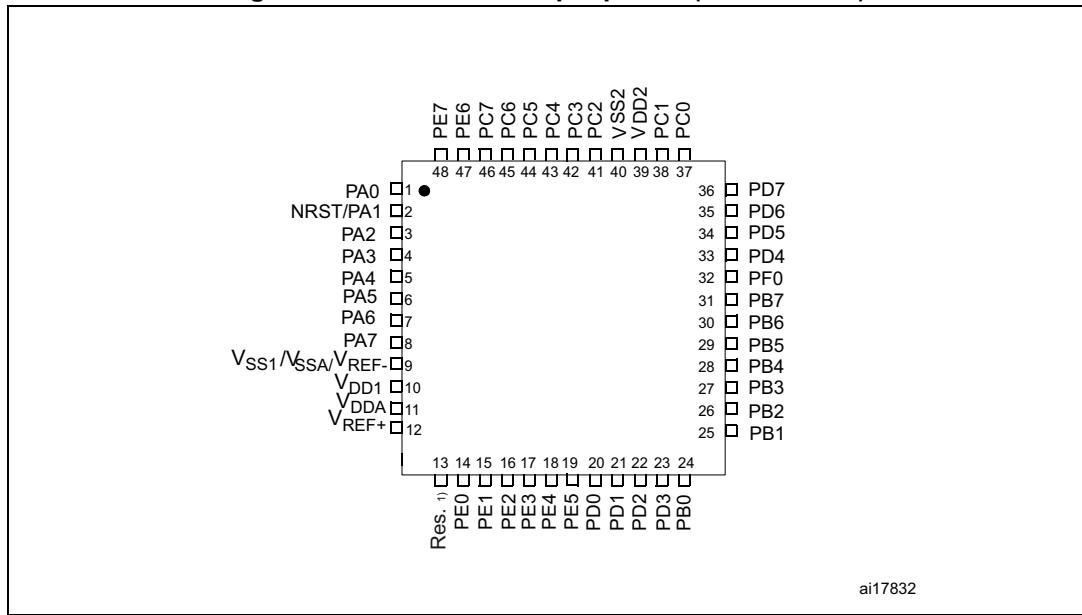 PE7 PE6 PC7 PC6 PC5 PC4 PC3 PC2 VSS2 VDD2 PC1 PC0
48 47 46 45 44 43 42 41 40 39 38 37
PA0 1
NRST/PA1 2
PA2 3
PA3 4
PA4 5
PA5 6
PA6 7
PA7 8
VSS1/VSSA/VREF- 9
VDD1 10
VDDA 11
VREF+ 12
36 PD7
35 PD6
34 PD5
33 PD4
32 PF0
31 PB7
30 PB6
29 PB5
28 PB4
27 PB3
26 PB2
25 PB1
13 14 15 16 17 18 19 20 21 22 23 24
Res. 1) PE0 PE1 PE2 PE3 PE4 PE5 PD0 PD1 PD2 PD3 PB0
ai17832